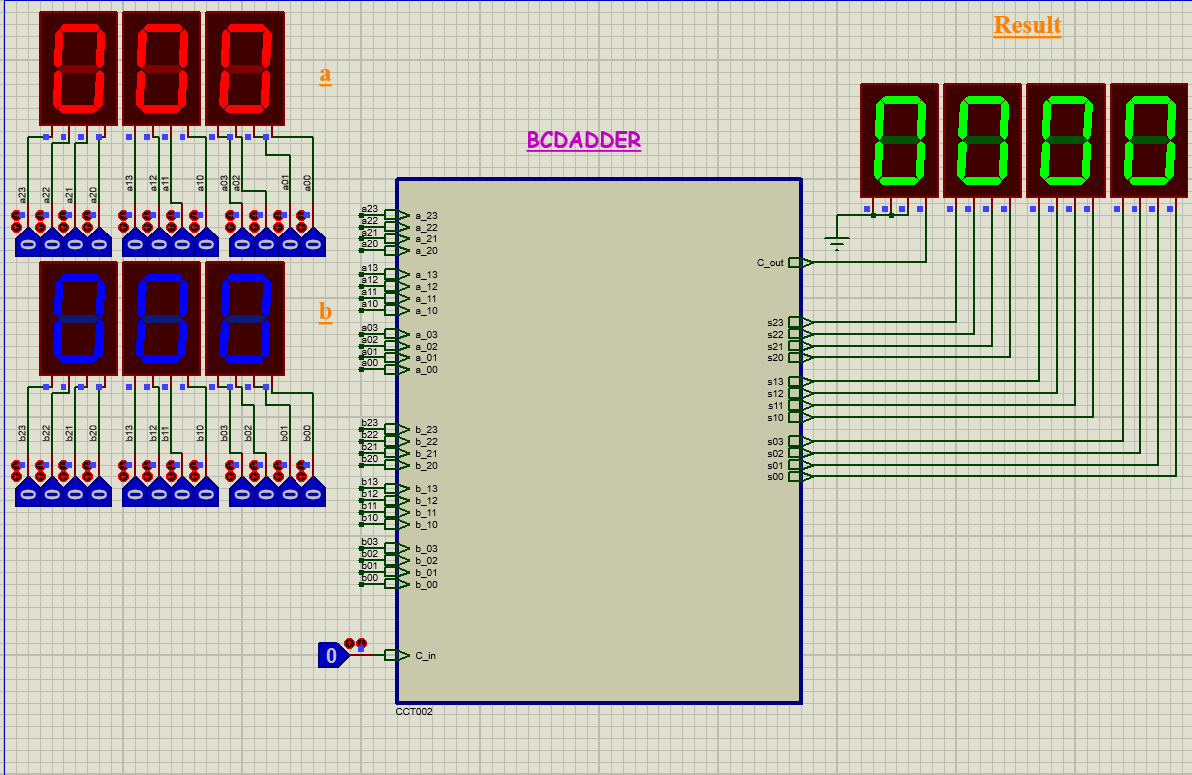 Result
000
0000
a
BCDADDER
a23 a22 a21 a20 a13 a12 a11 a10 a03 a02 a01 a00
0 0 0 0 0 0 0 0 0 0 0 0
000
b
b23 b22 b21 b20 b13 b12 b11 b10 b03 b02 b01 b00
0 0 0 0 0 0 0 0 0 0 0 0
a23 a_23
a22 a_22
a21 a_21
a20 a_20
a13 a_13
a12 a_12
a11 a_11
a10 a_10
a03 a_03
a02 a_02
a01 a_01
a00 a_00
b23 b_23
b22 b_22
b21 b_21
b20 b_20
b13 b_13
b12 b_12
b11 b_11
b10 b_10
b03 b_03
b02 b_02
b01 b_01
b00 b_00
0 C_in
C_out
s23
s22
s21
s20
s13
s12
s11
s10
s03
s02
s01
s00
CCT002